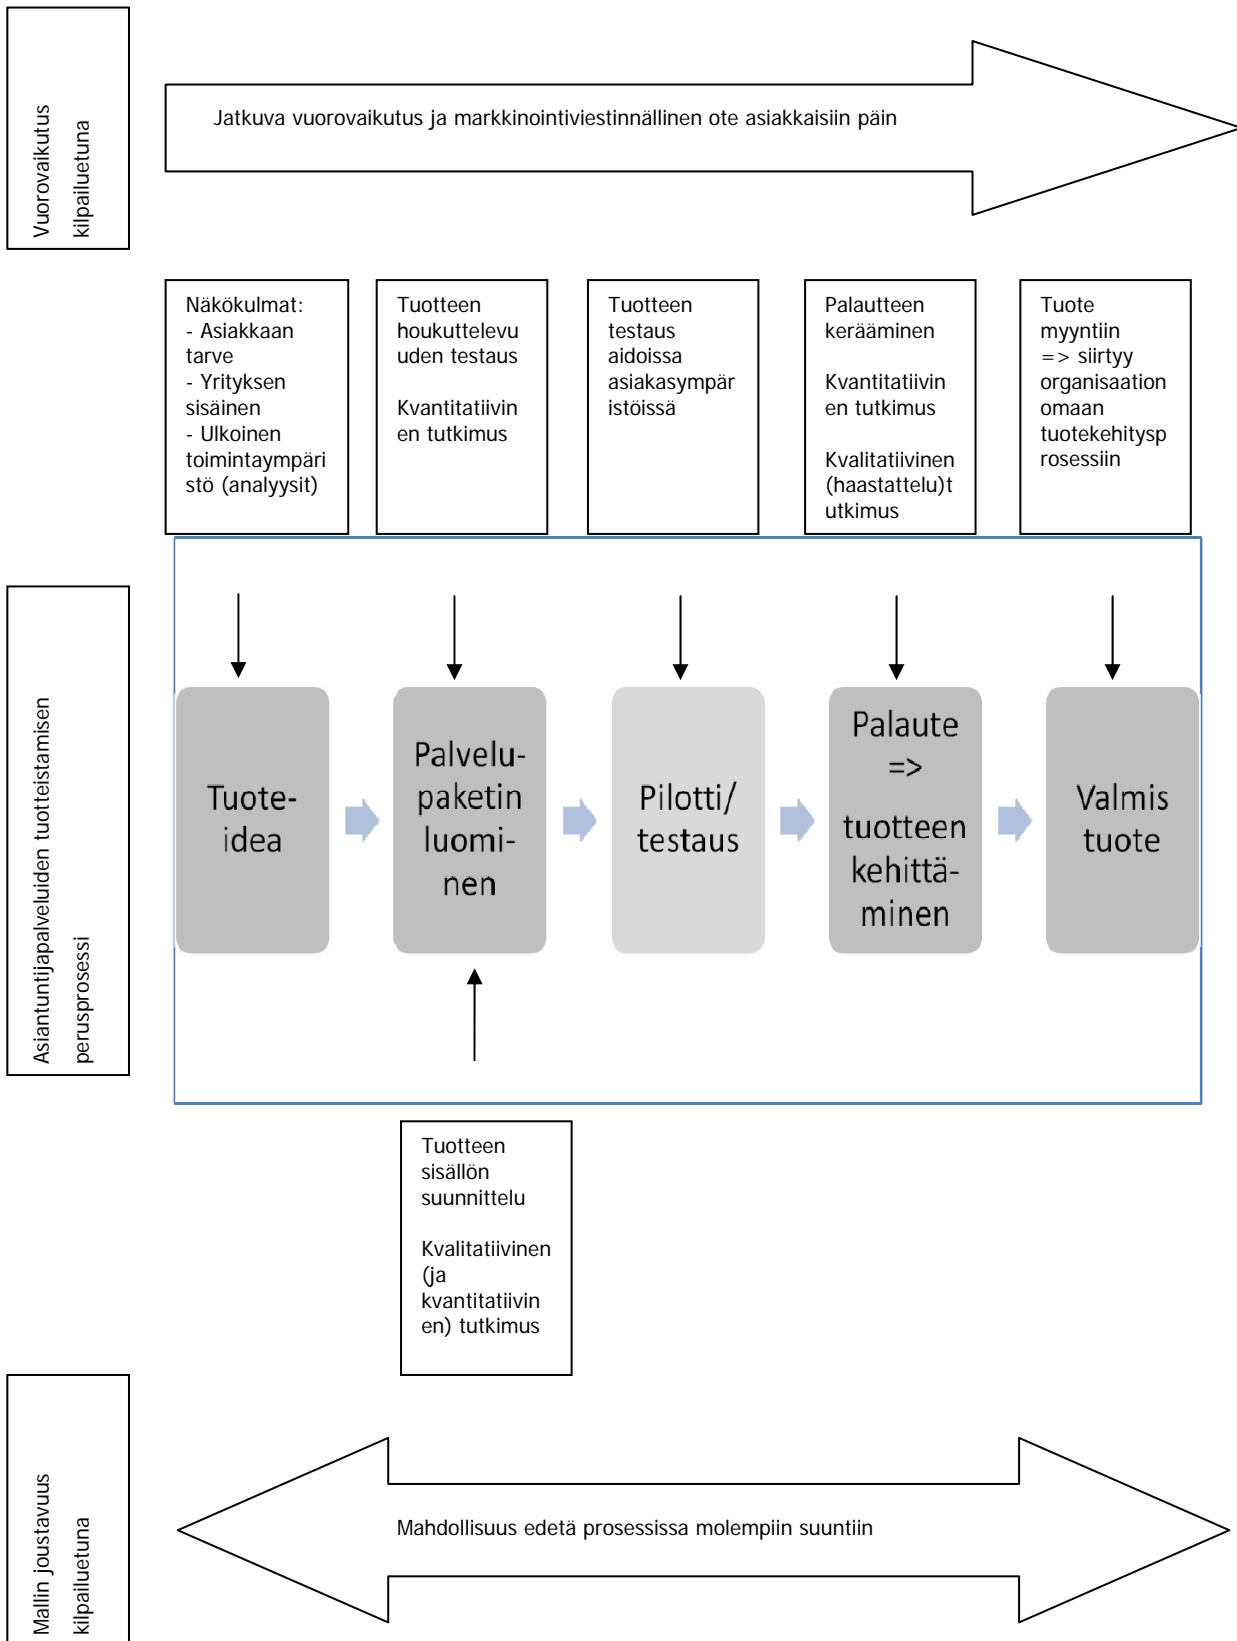 Vuorovaikutus
kilpailuetuna
Jatkuva vuorovaikutus ja markkinointiviestinnällinen ote asiakkaisiin päin
Näkökulmat:
- Asiakkaan
tarve
- Yrityksen
sisäinen
- Ulkoinen
toimintaympäri
stö (analyysit)
Tuotteen
houkuttelevu
uden testaus
Kvantitatiivin
en tutkimus
Tuotteen
testaus
aidoissa
asiakasympär
istöissä
Palautteen
kerääminen
Kvantitatiivin
en tutkimus
Kvalitatiivinen
(haastattelu)t
utkimus
Tuote
myyntiin
=> siirtyy
organisaation
omaan
tuotekehitysp
rosessiin
Asiantuntijapalveluiden tuotteistamisen
perusprosessi
Tuote-
idea
Palvelu-
paketin
luomi-
nen
Pilotti/
testaus
Palaute
=>
tuotteen
kehittä-
minen
Valmis
tuote
Tuotteen
sisällön
suunnittelu
Kvalitatiivinen
(ja
kvantitatiivin
en) tutkimus
Mallin joustavuus
kilpailuetuna
Mahdollisuus edetä prosessissa molempiin suuntiin